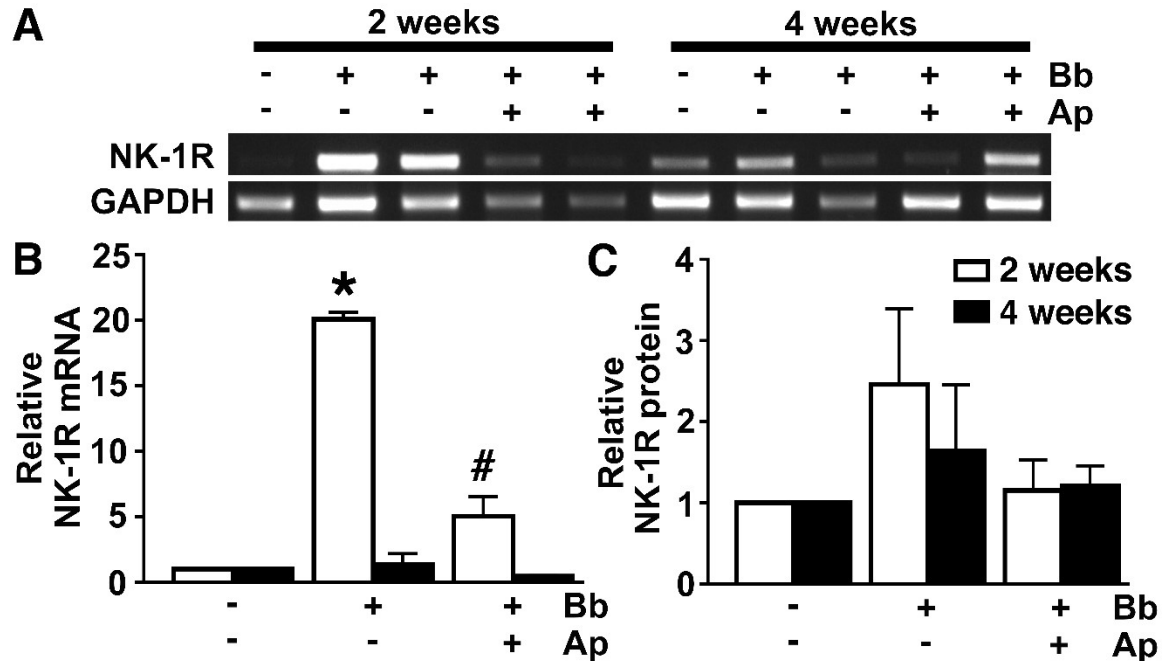 A
2 weeks 4 weeks
- + + + + - + + + + Bb
- - - + + - - - + + Ap
NK-1R
GAPDH
B
Relative
NK-1R mRNA
25
20
15
10
5
0
*
#
- + + Bb
- - + Ap
C
Relative
NK-1R protein
4
3
2
1
0
2 weeks
4 weeks
- + + Bb
- - + Ap